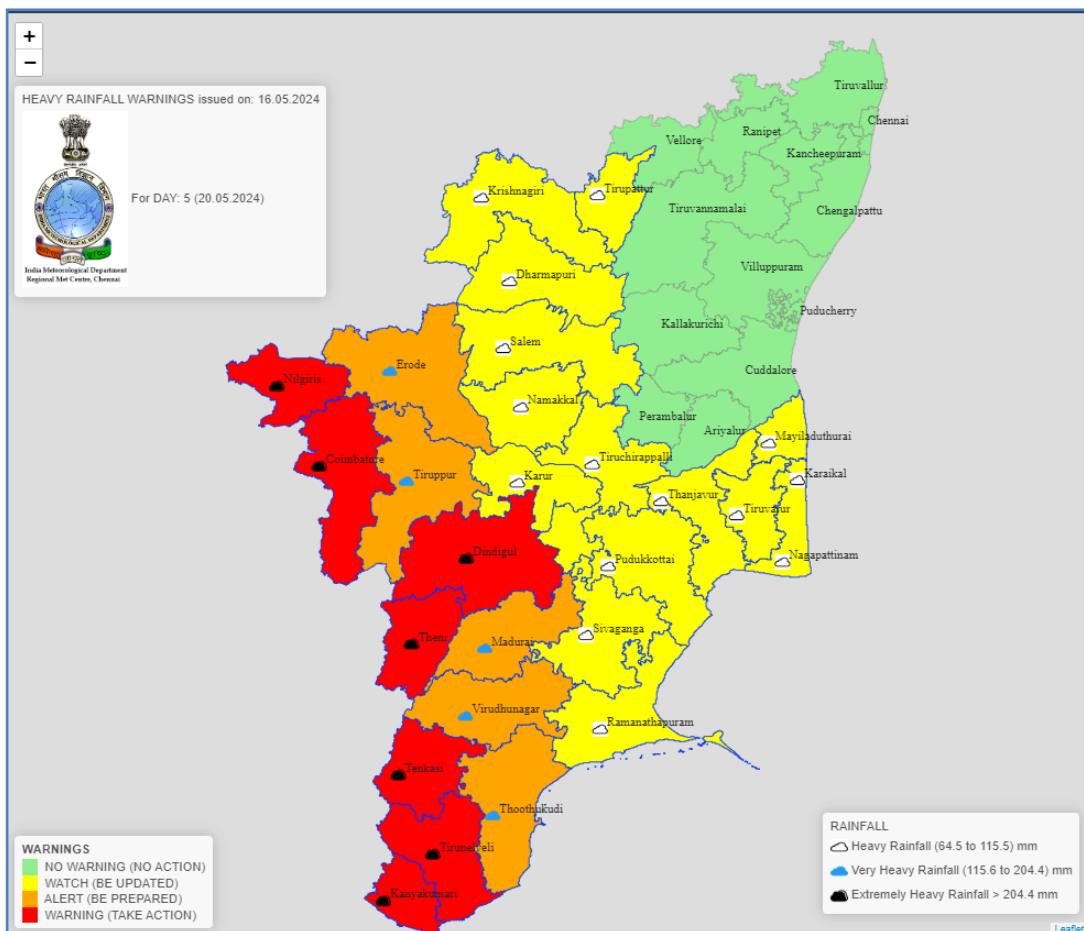 +
−
HEAVY RAINFALL WARNINGS issued on: 16.05.2024
For DAY: 5 (20.05.2024)
India Meteorological Department
Regional Met Centre, Chennai
Tiruvallur
Chennai
Ranipet
Vellore
Kancheepuram
Tirupattur
Krishnagiri
Tiruvannamalai
Chengalpattu
Dharmapuri
Villuppuram
Puducherry
Kallakurichi
Salem
Erode
Cuddalore
Nilgiris
Namakkal
Perambalur
Ariyalur
Mayiladuthurai
Coimbatore
Tiruchirappalli
Karaikal
Tiruppur
Karur
Thanjavur
Tiruvarur
Dindigul
Pudukkottai
Nagapattinam
Sivaganga
Theni
Madurai
Virudhunagar
Ramanathapuram
Tenkasi
Thoothukudi
Tirunelveli
Kanyakumari
WARNINGS
NO WARNING (NO ACTION)
WATCH (BE UPDATED)
ALERT (BE PREPARED)
WARNING (TAKE ACTION)
RAINFALL
Heavy Rainfall (64.5 to 115.5) mm
Very Heavy Rainfall (115.6 to 204.4) mm
Extremely Heavy Rainfall > 204.4 mm
Leaflet